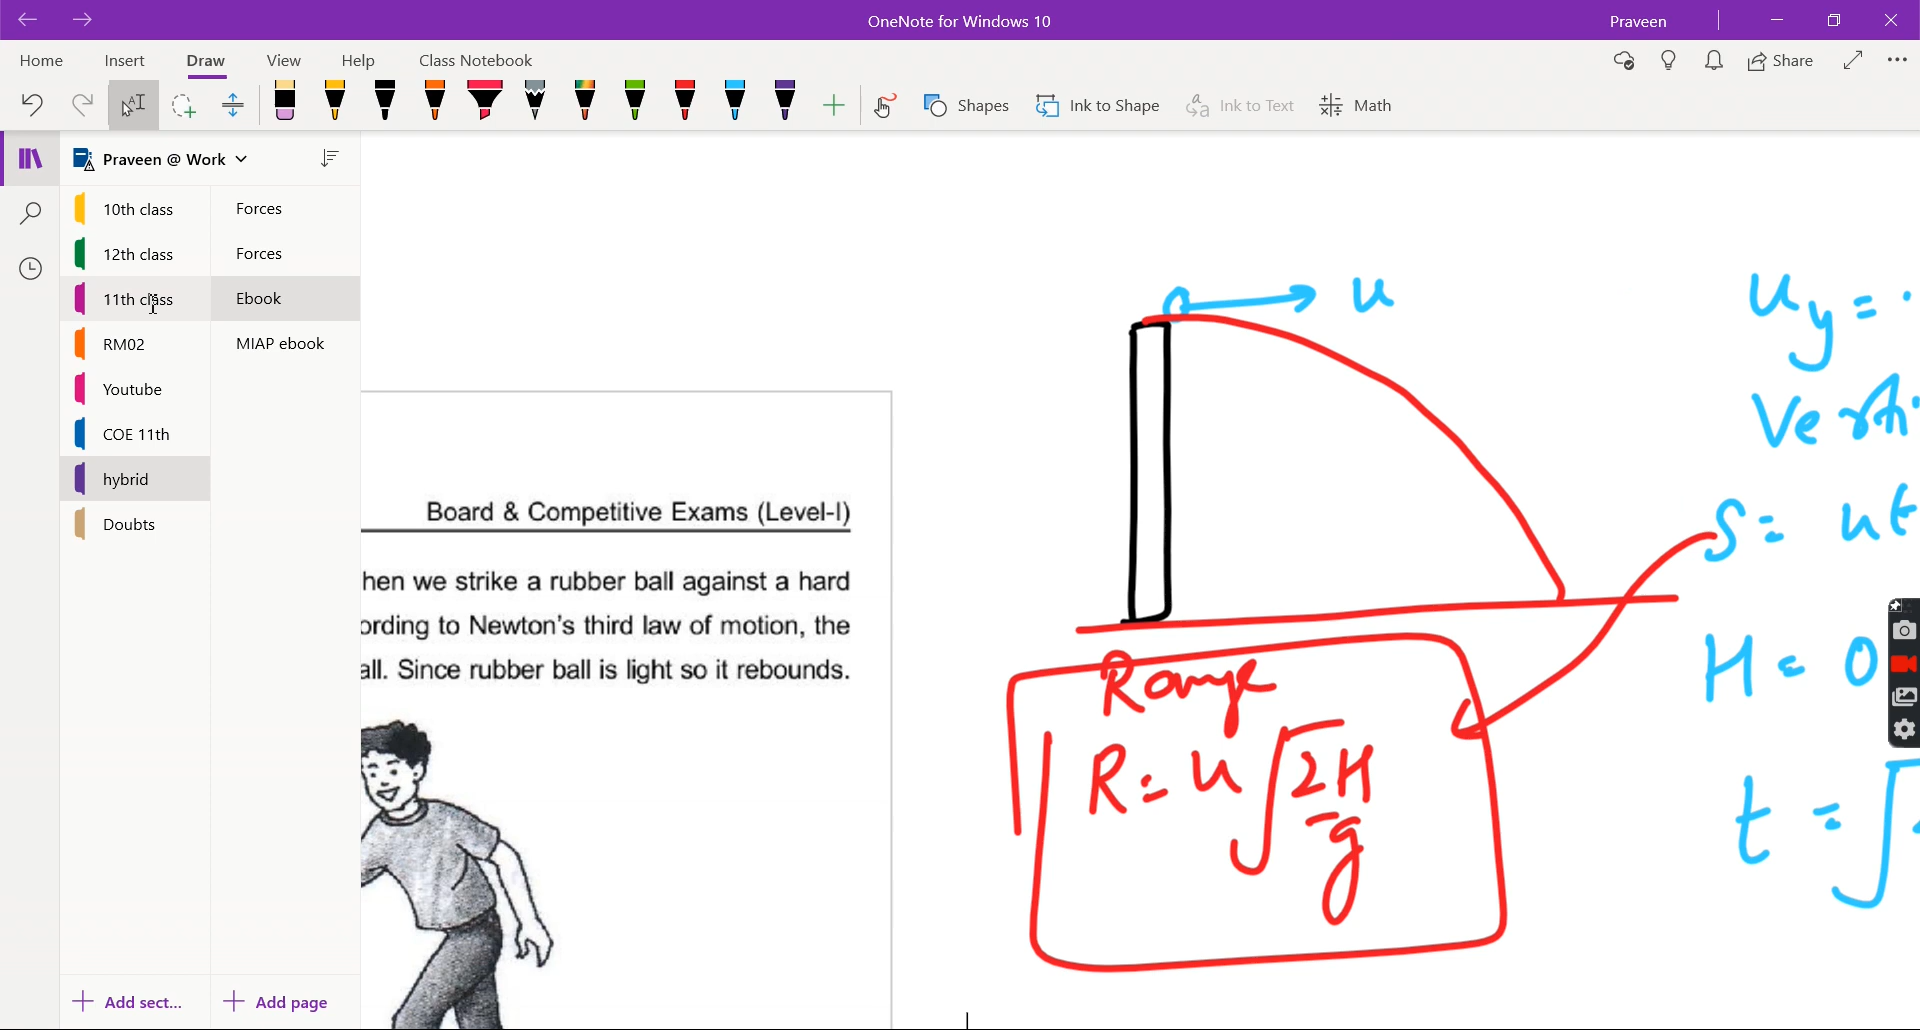 OneNote for Windows 10
Praveen
Home Insert Draw View Help Class Notebook
Share
Shapes Ink to Shape Ink to Text Math
Praveen @ Work
10th class
12th class
11th class
RM02
Youtube
COE 11th
hybrid
Doubts
Forces
Forces
Ebook
MIAP ebook
Add sect...
Add page
Board & Competitive Exams (Level-I)
hen we strike a rubber ball against a hard
ording to Newton's third law of motion, the
all. Since rubber ball is light so it rebounds.
u
Range
R = u√2H/g
u_y =
S = ut
H = 0
t = √